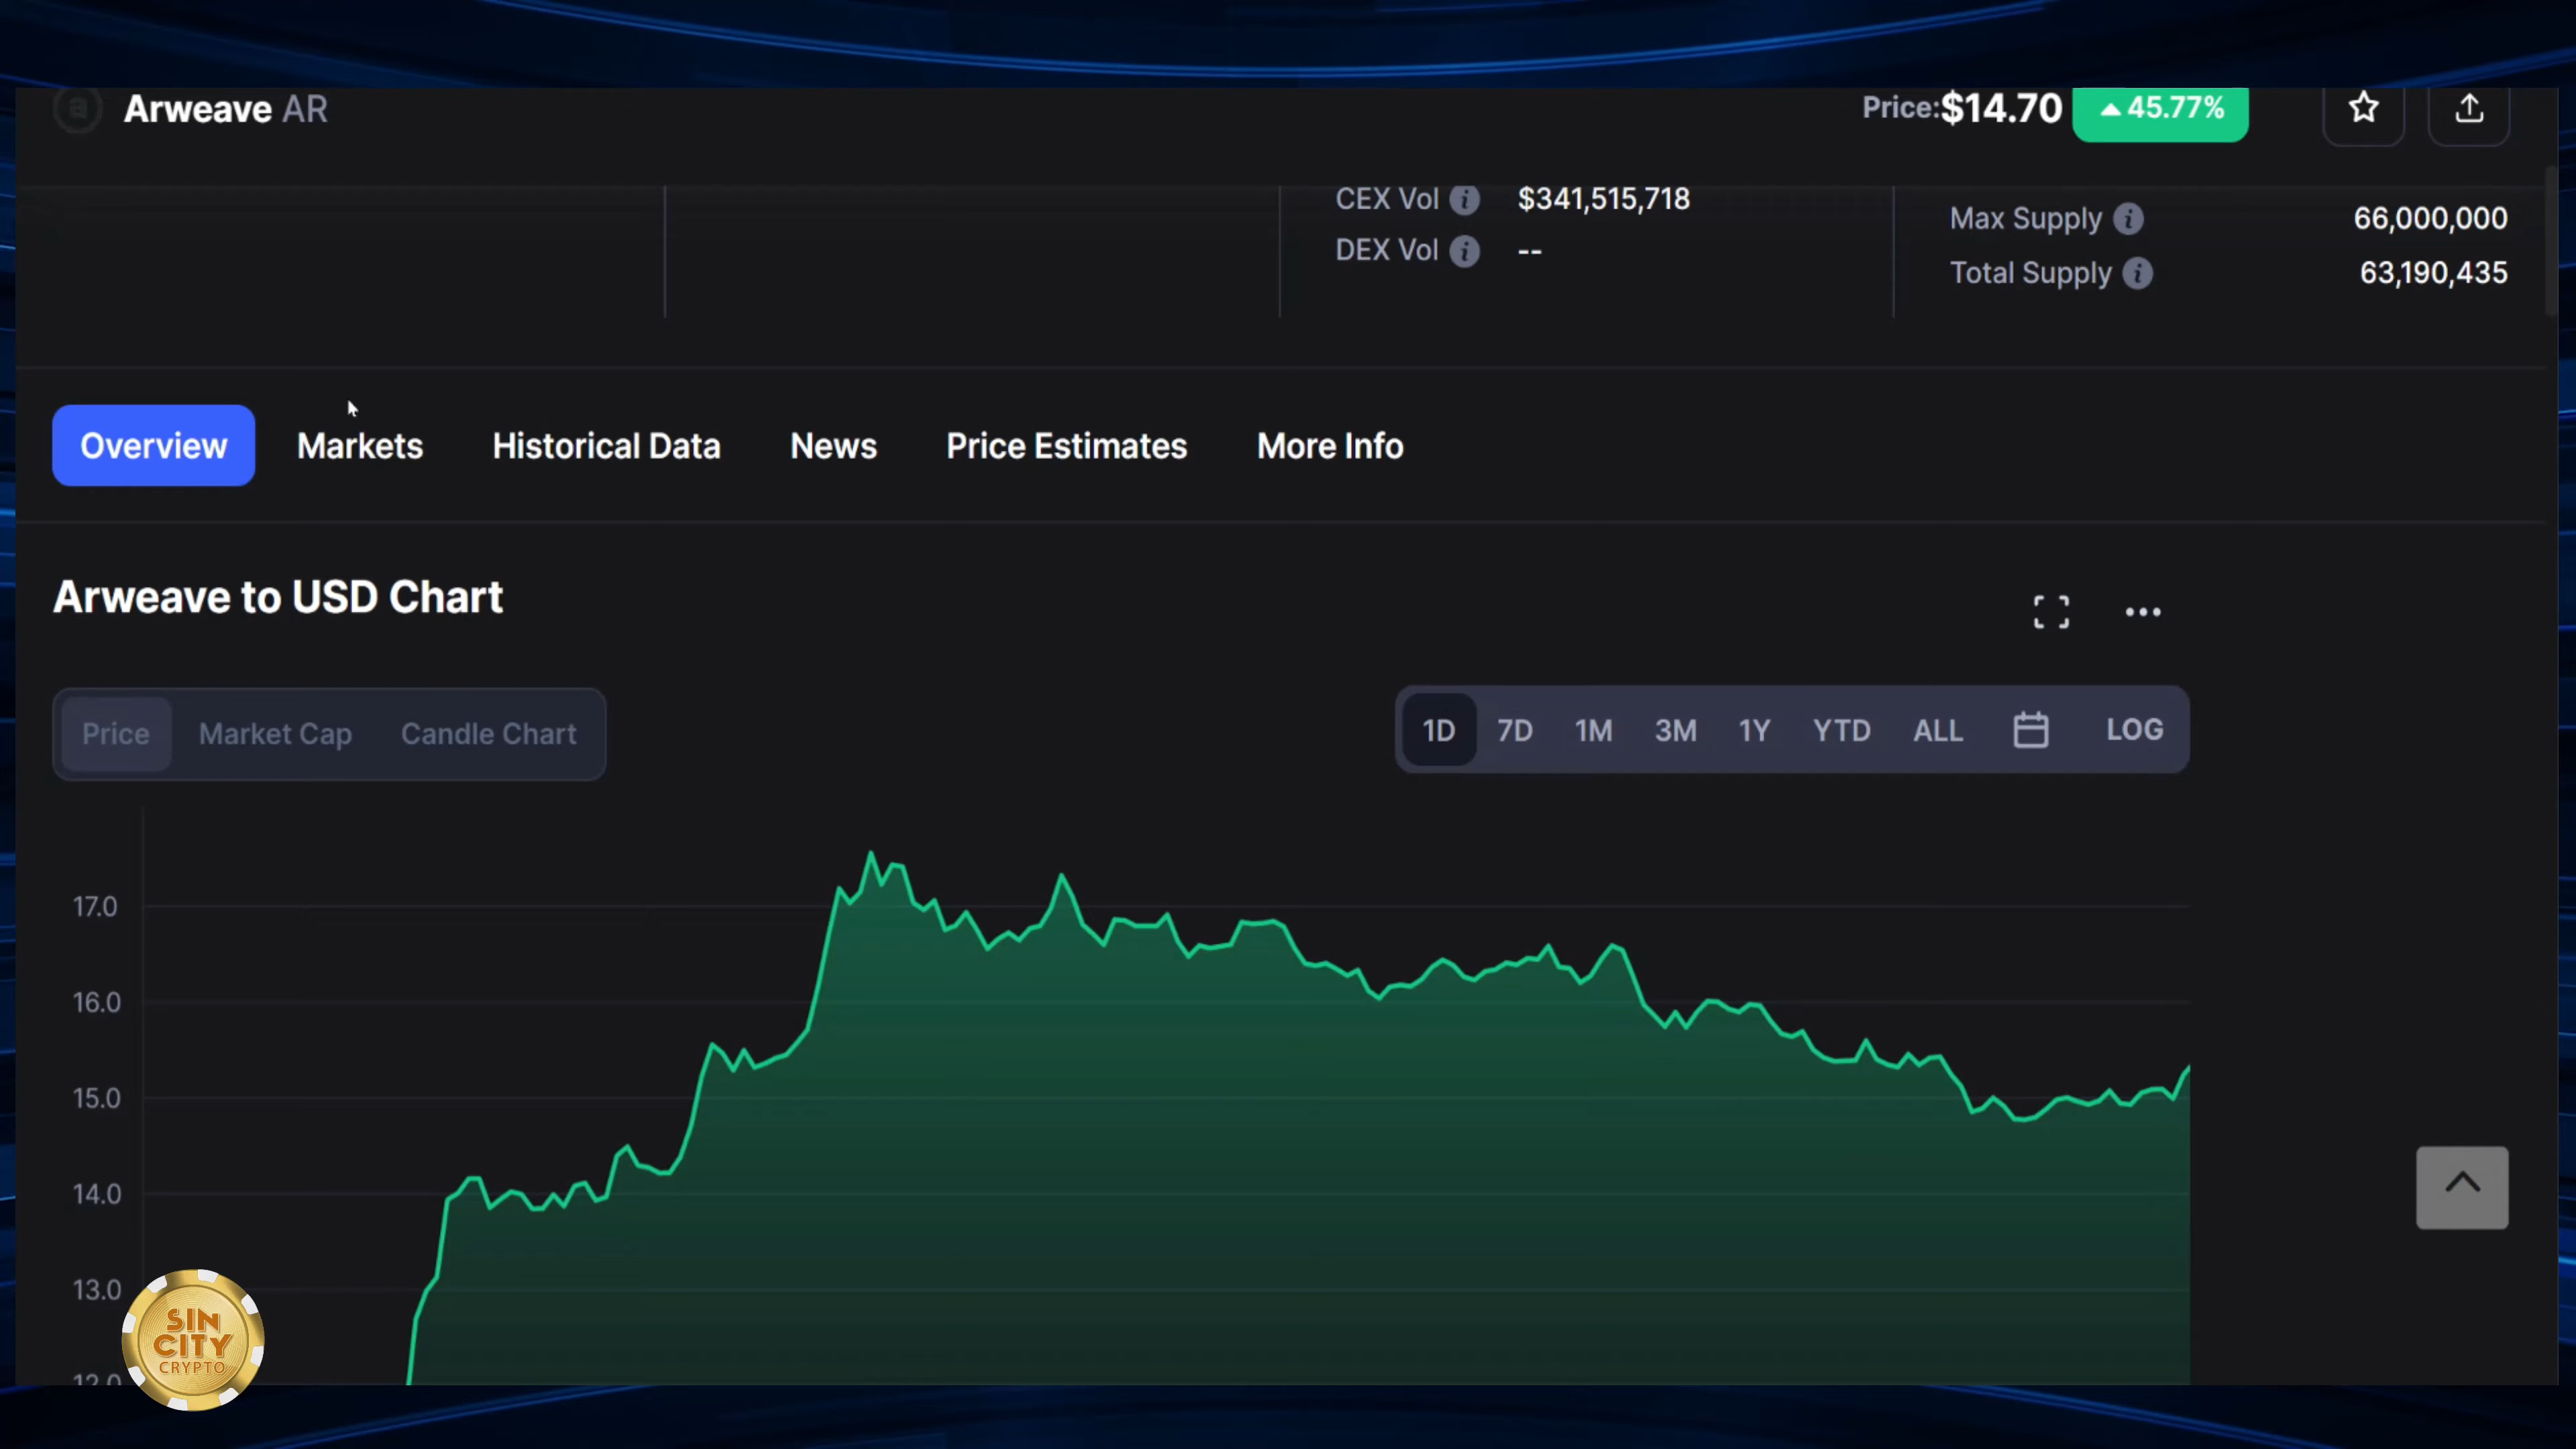 Arweave AR
Price:$14.70 ▲ 45.77%
CEX Vol $341,515,718
DEX Vol --
Max Supply 66,000,000
Total Supply 63,190,435
Overview Markets Historical Data News Price Estimates More Info
Arweave to USD Chart
Price Market Cap Candle Chart
1D 7D 1M 3M 1Y YTD ALL LOG
17.0
16.0
15.0
14.0
13.0
12.0
SIN
CITY
CRYPTO